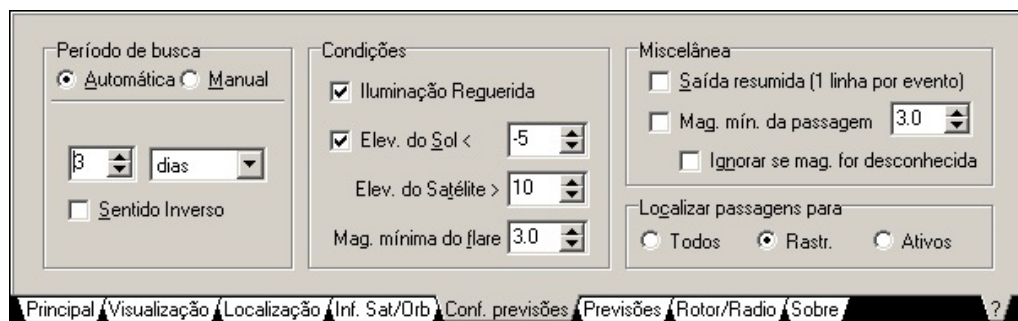 Período de busca
Automática Manual
3 dias
Sentido Inverso
Condições
Iluminação Reguerida
Elev. do Sol < -5
Elev. do Satélite > 10
Mag. mínima do flare 3.0
Miscelânea
Saída resumida (1 linha por evento)
Mag. mín. da passagem 3.0
Ignorar se mag. for desconhecida
Localizar passagens para
Todos Rastr. Ativos
Principal Visualização Localização Inf. Sat/Orb Conf. previsões Previsões Rotor/Radio Sobre ?